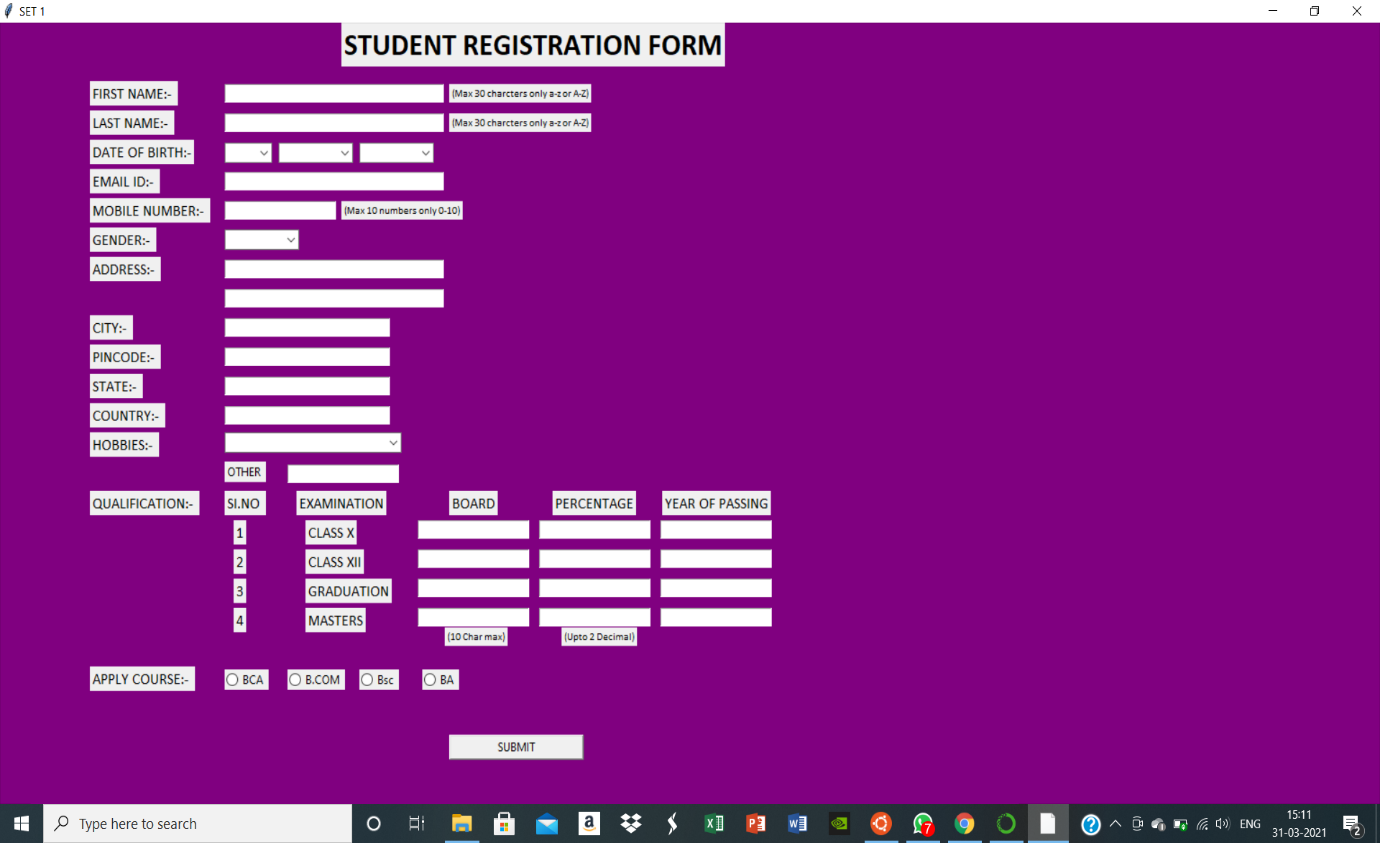 SET 1
STUDENT REGISTRATION FORM
FIRST NAME:- (Max 30 charcters only a-z or A-Z)
LAST NAME:- (Max 30 charcters only a-z or A-Z)
DATE OF BIRTH:-
EMAIL ID:-
MOBILE NUMBER:- (Max 10 numbers only 0-10)
GENDER:-
ADDRESS:-
CITY:-
PINCODE:-
STATE:-
COUNTRY:-
HOBBIES:-
OTHER
QUALIFICATION:- SI.NO EXAMINATION BOARD PERCENTAGE YEAR OF PASSING
1 CLASS X
2 CLASS XII
3 GRADUATION
4 MASTERS
(10 Char max) (Upto 2 Decimal)
APPLY COURSE:- BCA B.COM Bsc BA
SUBMIT
Type here to search ENG 15:11
31-03-2021 2